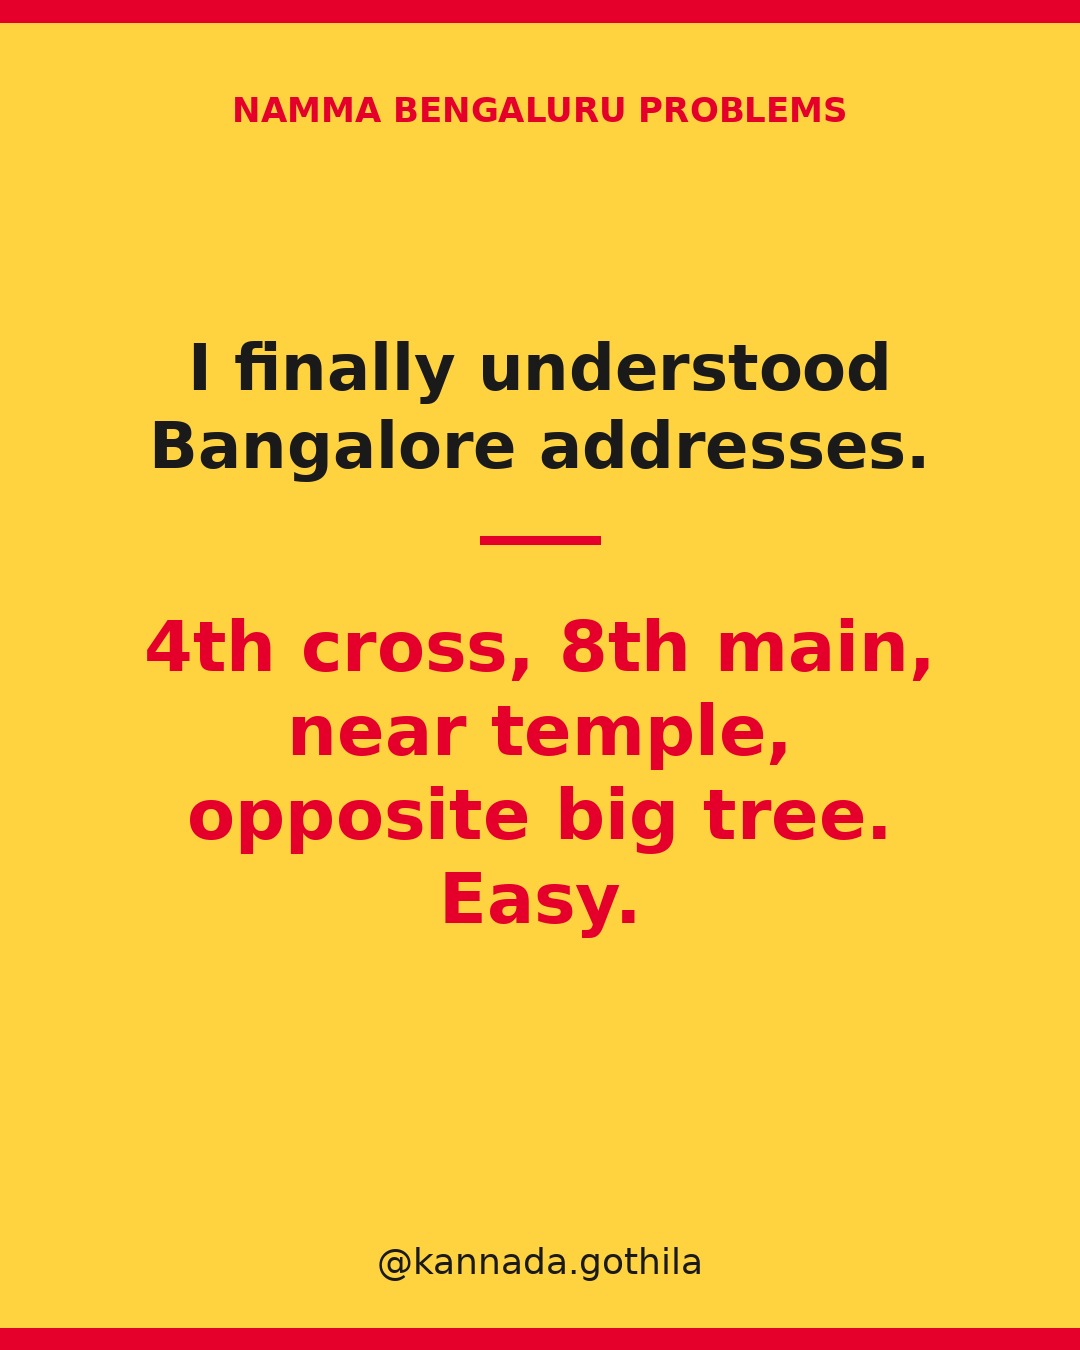 NAMMA BENGALURU PROBLEMS
I finally understood
Bangalore addresses.
4th cross, 8th main,
near temple,
opposite big tree.
Easy.
@kannada.gothila